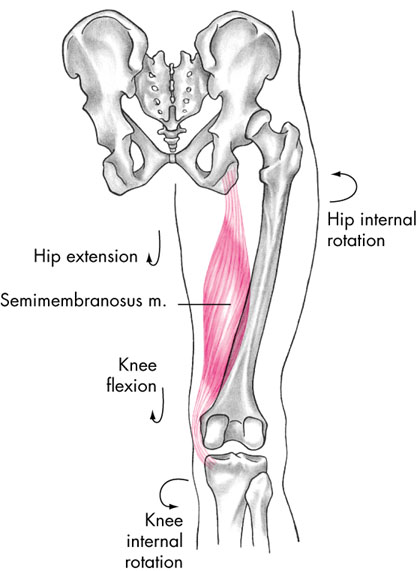 Hip internal
rotation
Hip extension
Semimembranosus m.
Knee
flexion
Knee
internal
rotation